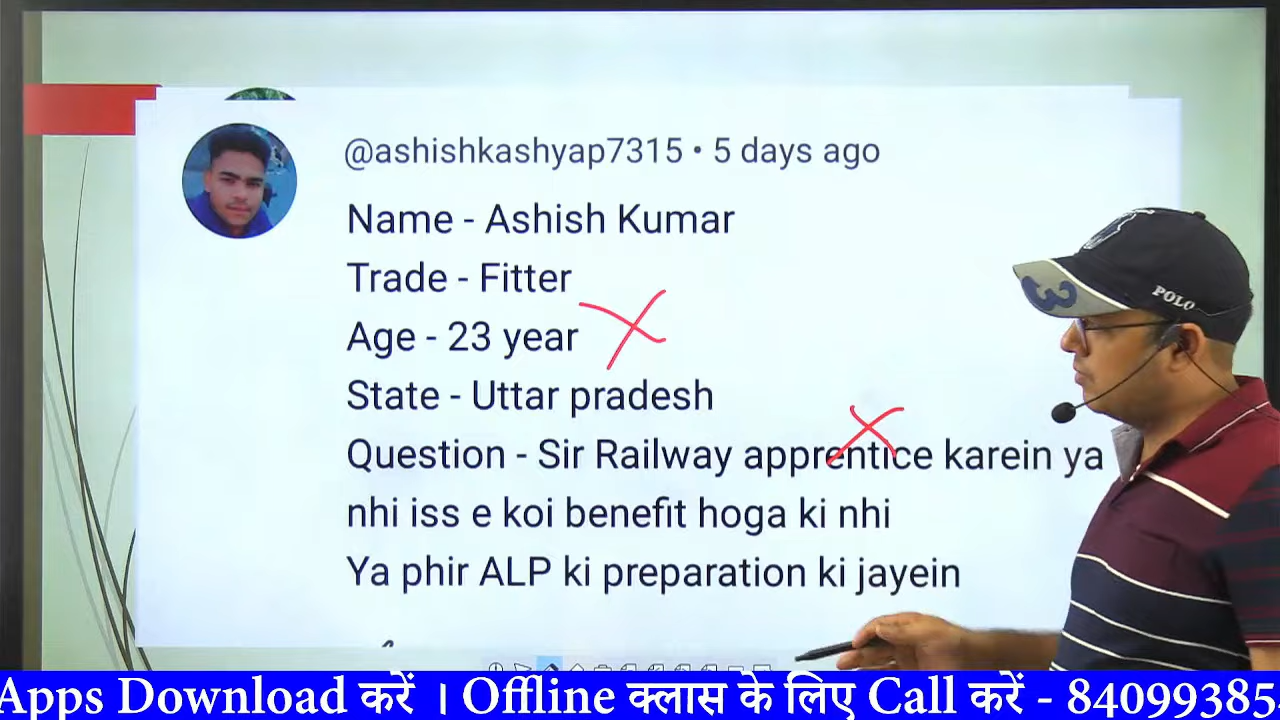 @ashishkashyap7315 • 5 days ago
Name - Ashish Kumar
Trade - Fitter
Age - 23 year
State - Uttar pradesh
POLO
Question - Sir Railway apprentice karein ya
nhi iss e koi benefit hoga ki nhi
Ya phir ALP ki preparation ki jayein
Apps Download करें । Offline क्लास के लिए Call करें - 84099385